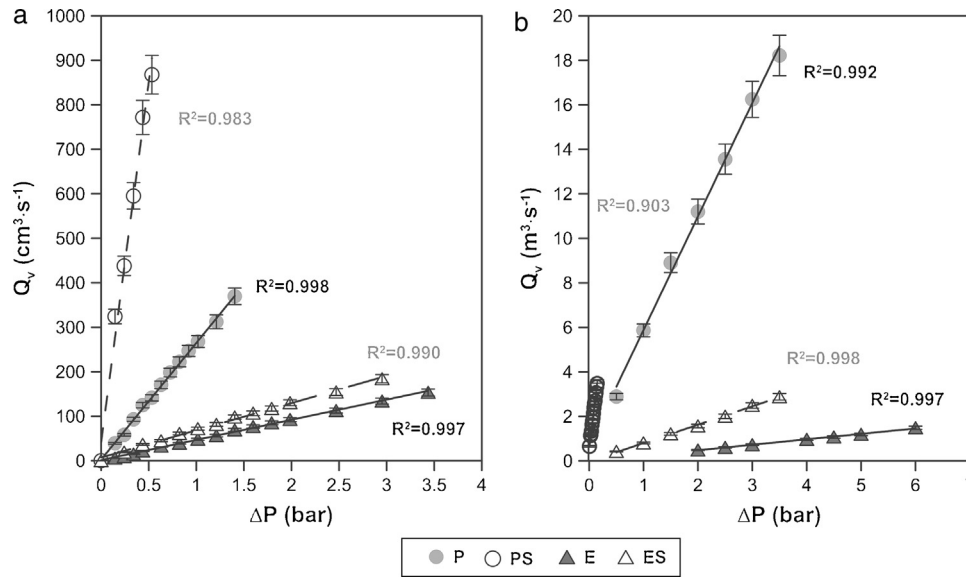 a
1000
900
800
700
600
500
400
300
200
100
0
Qv (cm³·s⁻¹)
R²=0.983
R²=0.998
R²=0.990
R²=0.997
0 0.5 1 1.5 2 2.5 3 3.5 4
ΔP (bar)
b
20
18
16
14
12
10
8
6
4
2
0
Qv (m³·s⁻¹)
R²=0.992
R²=0.903
R²=0.998
R²=0.997
0 1 2 3 4 5 6 7
ΔP (bar)
P PS E ES